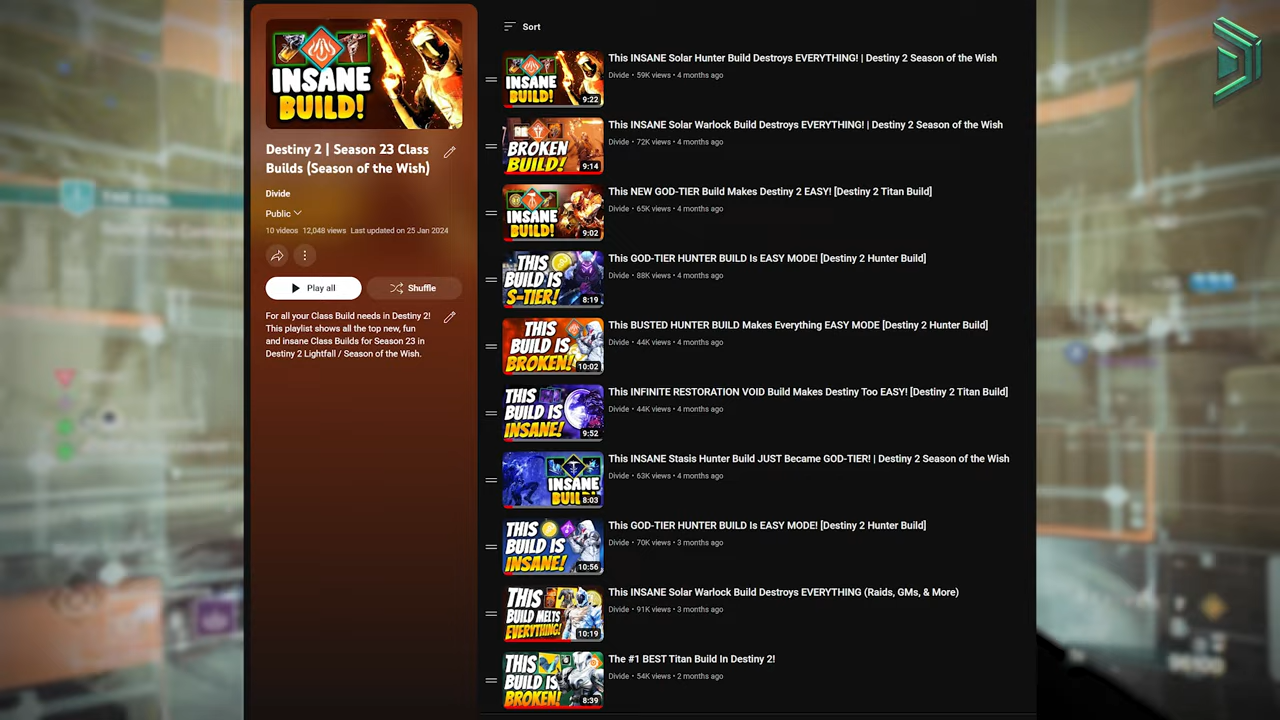 INSANE
BUILD!
Destiny 2 | Season 23 Class
Builds (Season of the Wish)
Divide
Public
10 videos 12,048 views Last updated on 25 Jan 2024
Play all
Shuffle
For all your Class Build needs in Destiny 2!
This playlist shows all the top new, fun
and insane Class Builds for Season 23 in
Destiny 2 Lightfall / Season of the Wish.
Sort
INSANE
BUILD!
9:22
This INSANE Solar Hunter Build Destroys EVERYTHING! | Destiny 2 Season of the Wish
Divide • 59K views • 4 months ago
BROKEN
BUILD!
9:14
This INSANE Solar Warlock Build Destroys EVERYTHING! | Destiny 2 Season of the Wish
Divide • 72K views • 4 months ago
INSANE
BUILD!
9:02
This NEW GOD-TIER Build Makes Destiny 2 EASY! [Destiny 2 Titan Build]
Divide • 65K views • 4 months ago
THIS
BUILD IS
S-TIER!
8:19
This GOD-TIER HUNTER BUILD Is EASY MODE! [Destiny 2 Hunter Build]
Divide • 88K views • 4 months ago
THIS
BUILD IS
BROKEN!
10:02
This BUSTED HUNTER BUILD Makes Everything EASY MODE [Destiny 2 Hunter Build]
Divide • 44K views • 4 months ago
THIS
BUILD IS
INSANE!
9:52
This INFINITE RESTORATION VOID Build Makes Destiny Too EASY! [Destiny 2 Titan Build]
Divide • 44K views • 4 months ago
INSANE
BUILD
8:03
This INSANE Stasis Hunter Build JUST Became GOD-TIER! | Destiny 2 Season of the Wish
Divide • 63K views • 4 months ago
THIS
BUILD IS
INSANE!
10:56
This GOD-TIER HUNTER BUILD Is EASY MODE! [Destiny 2 Hunter Build]
Divide • 70K views • 3 months ago
THIS
BUILD MELTS
EVERYTHING!
10:19
This INSANE Solar Warlock Build Destroys EVERYTHING (Raids, GMs, & More)
Divide • 91K views • 3 months ago
THIS
BUILD IS
BROKEN!
8:39
The #1 BEST Titan Build In Destiny 2!
Divide • 54K views • 2 months ago